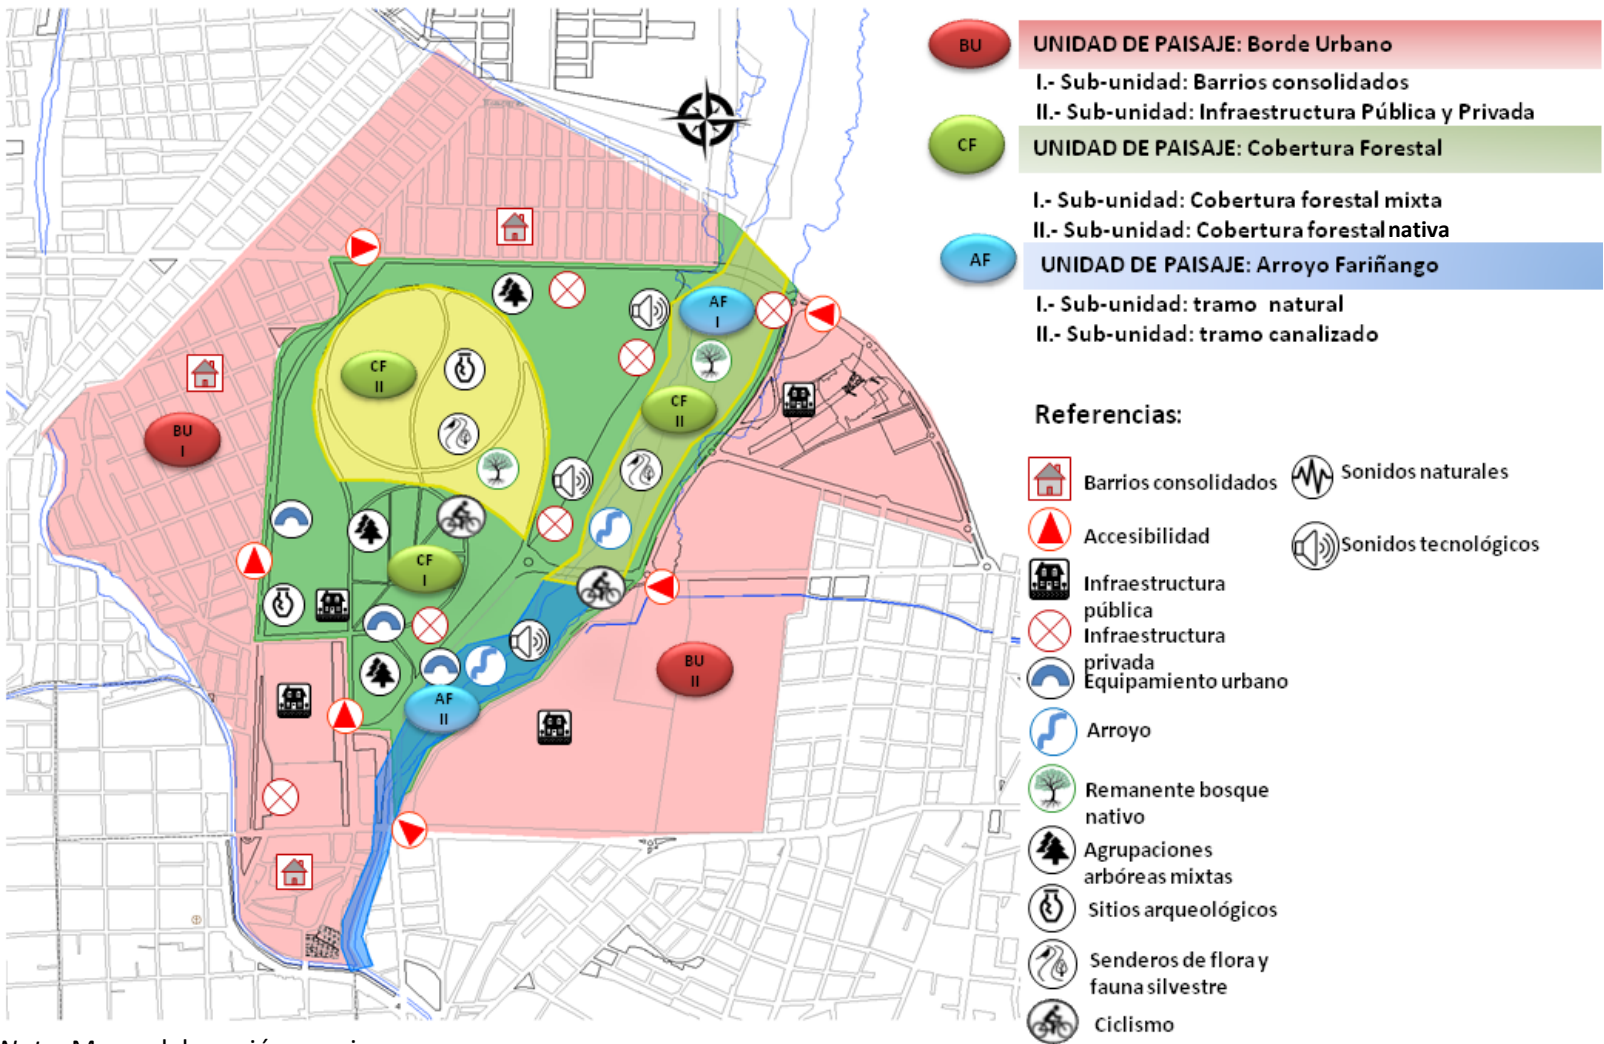 BU
UNIDAD DE PAISAJE: Borde Urbano
I.- Sub-unidad: Barrios consolidados
II.- Sub-unidad: Infraestructura Pública y Privada
CF
UNIDAD DE PAISAJE: Cobertura Forestal
I.- Sub-unidad: Cobertura forestal mixta
II.- Sub-unidad: Cobertura forestal nativa
AF
UNIDAD DE PAISAJE: Arroyo Fariñango
I.- Sub-unidad: tramo natural
II.- Sub-unidad: tramo canalizado
AF
I
CF
II
CF
II
BU
I
CF
I
BU
II
AF
II
Referencias:
Barrios consolidados
Sonidos naturales
Accesibilidad
Sonidos tecnológicos
Infraestructura
pública
Infraestructura
privada
Equipamiento urbano
Arroyo
Remanente bosque
nativo
Agrupaciones
arbóreas mixtas
Sitios arqueológicos
Senderos de flora y
fauna silvestre
Ciclismo